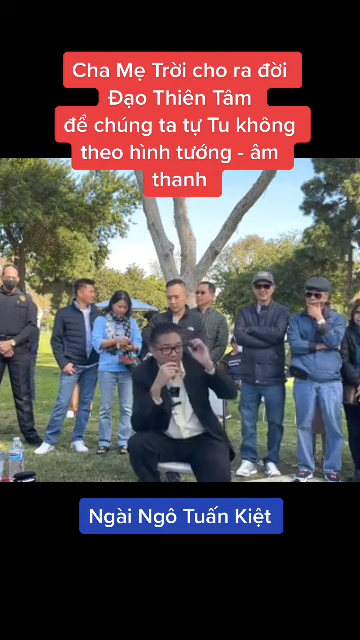 Cha Mẹ Trời cho ra đời
Đạo Thiên Tâm
để chúng ta tự Tu không
theo hình tướng - âm
thanh
Ngài Ngô Tuấn Kiệt